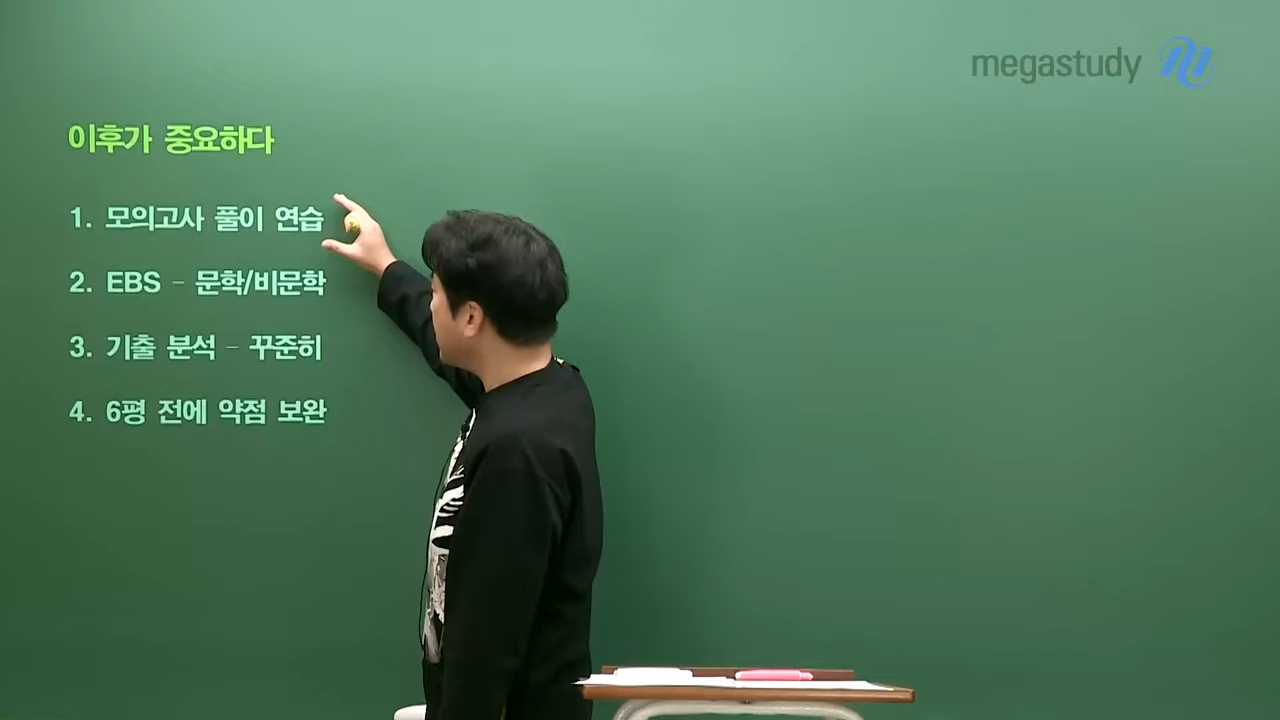 megastudy
이후가 중요하다
1. 모의고사 풀이 연습
2. EBS - 문학/비문학
3. 기출 분석 - 꾸준히
4. 6평 전에 약점 보완